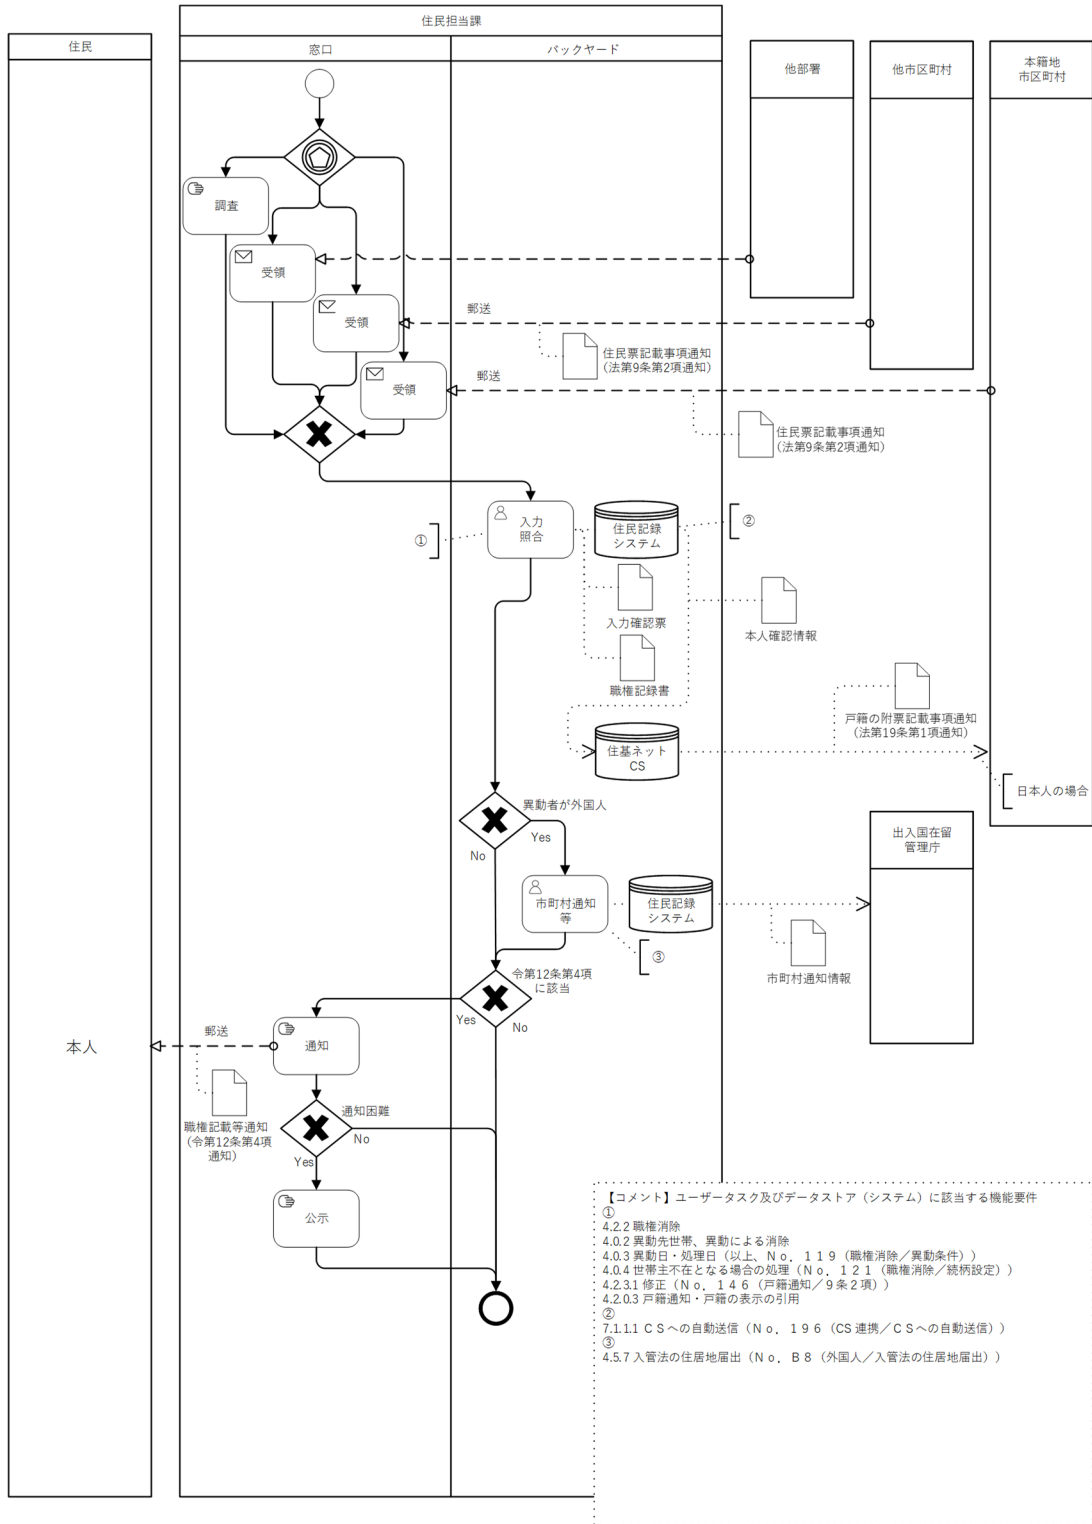 住民担当課
住民
窓口
バックヤード
他部署
他市区町村
本籍地
市区町村
調査
受領
受領
郵送
住民票記載事項通知
(法第9条第2項通知)
受領
郵送
住民票記載事項通知
(法第9条第2項通知)
入力
照合
①
住民記録
システム
②
入力確認票
本人確認情報
職権記録書
戸籍の附票記載事項通知
(法第19条第1項通知)
住基ネット
CS
日本人の場合
異動者が外国人
Yes
No
出入国在留
管理庁
市町村通知
等
住民記録
システム
③
市町村通知情報
令第12条第4項
に該当
Yes
No
本人
郵送
通知
職権記載等通知
(令第12条第4項
通知)
通知困難
No
Yes
公示
【コメント】ユーザータスク及びデータストア（システム）に該当する機能要件
①
4.2.2 職権消除
4.0.2 異動先世帯、異動による消除
4.0.3 異動日・処理日（以上、Ｎｏ．１１９（職権消除／異動条件））
4.0.4 世帯主不在となる場合の処理（Ｎｏ．１２１（職権消除／続柄設定））
4.2.3.1 修正（Ｎｏ．１４６（戸籍通知／９条２項））
4.2.0.3 戸籍通知・戸籍の表示の引用
②
7.1.1.1 ＣＳへの自動送信（Ｎｏ．１９６（CS 連携／ＣＳへの自動送信））
③
4.5.7 入管法の住居地届出（Ｎｏ．Ｂ８（外国人／入管法の住居地届出））